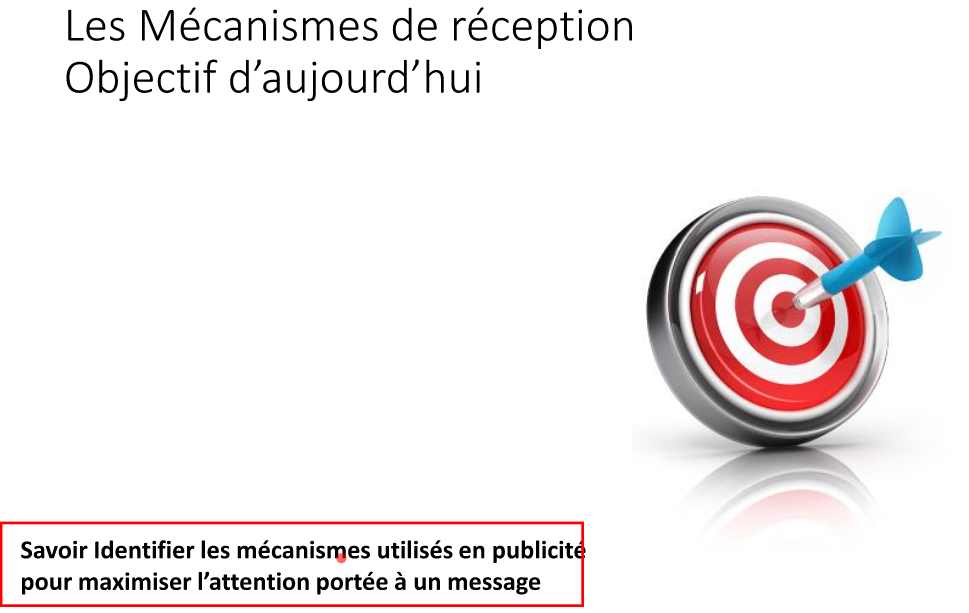 Les Mécanismes de réception
Objectif d’aujourd’hui
Savoir Identifier les mécanismes utilisés en publicité
pour maximiser l’attention portée à un message